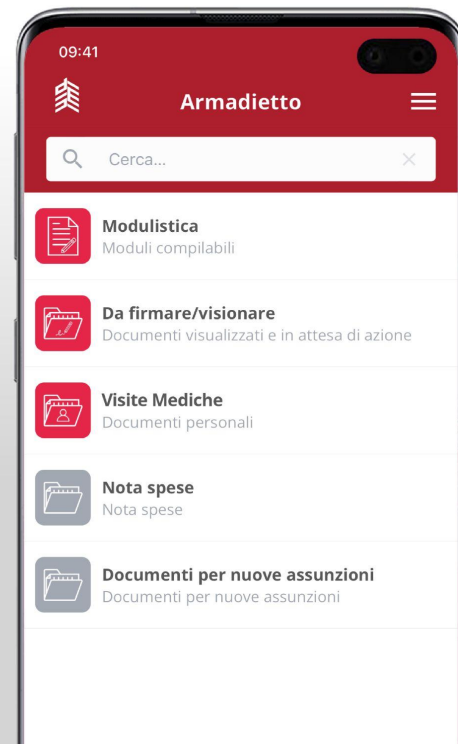 09:41
Armadietto
Cerca...
Modulistica
Moduli compilabili
Da firmare/visionare
Documenti visualizzati e in attesa di azione
Visite Mediche
Documenti personali
Nota spese
Nota spese
Documenti per nuove assunzioni
Documenti per nuove assunzioni